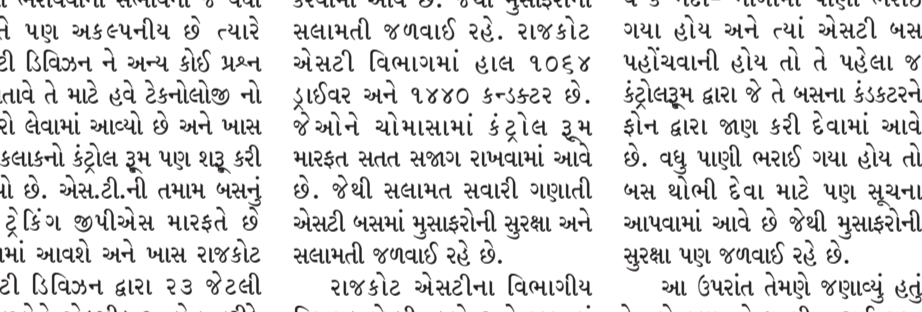 તે પણ અકલ્પનીય છે ત્યારે
ટી ડિવિઝન ને અન્ય કોઈ પ્રશ્ન
તાવે તે માટે હવે ટેકનોલોજી નો
રો લેવામાં આવ્યો છે અને ખાસ
કલાકનો કંટ્રોલ રૂમ પણ શરૂ કરી
યો છે. એસ.ટી.ની તમામ બસનું
ટ્રેકિંગ જીપીએસ મારફતે છે
માં આવશે અને ખાસ રાજકોટ
ટી ડિવિઝન દ્વારા ૨૩ જેટલી
સલામતી જળવાઈ રહે. રાજકોટ
એસટી વિભાગમાં હાલ ૧૦૬૪
ડ્રાઈવર અને ૧૪૪૦ કન્ડક્ટર છે.
જેઓને ચોમાસામાં કંટ્રોલ રૂમ
મારફત સતત સજાગ રાખવામાં આવે
છે. જેથી સલામત સવારી ગણાતી
એસટી બસમાં મુસાફરોની સુરક્ષા અને
સલામતી જળવાઈ રહે છે.
રાજકોટ એસટીના વિભાગીય
ગયા હોય અને ત્યાં એસટી બસ
પહોંચવાની હોય તો તે પહેલા જ
કંટ્રોલરૂમ દ્વારા જે તે બસના કંડકટરને
ફોન દ્વારા જાણ કરી દેવામાં આવે
છે. વધુ પાણી ભરાઈ ગયા હોય તો
બસ થોભી દેવા માટે પણ સૂચના
આપવામાં આવે છે જેથી મુસાફરોની
સુરક્ષા પણ જળવાઈ રહે છે.
આ ઉપરાંત તેમણે જણાવ્યું હતું